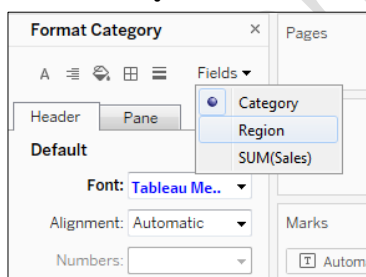 Format Category × Pages
A Fields
Category
Header Pane
Region
Default
SUM(Sales)
Font: Tableau Me..
Alignment: Automatic Marks
Numbers: T Autom